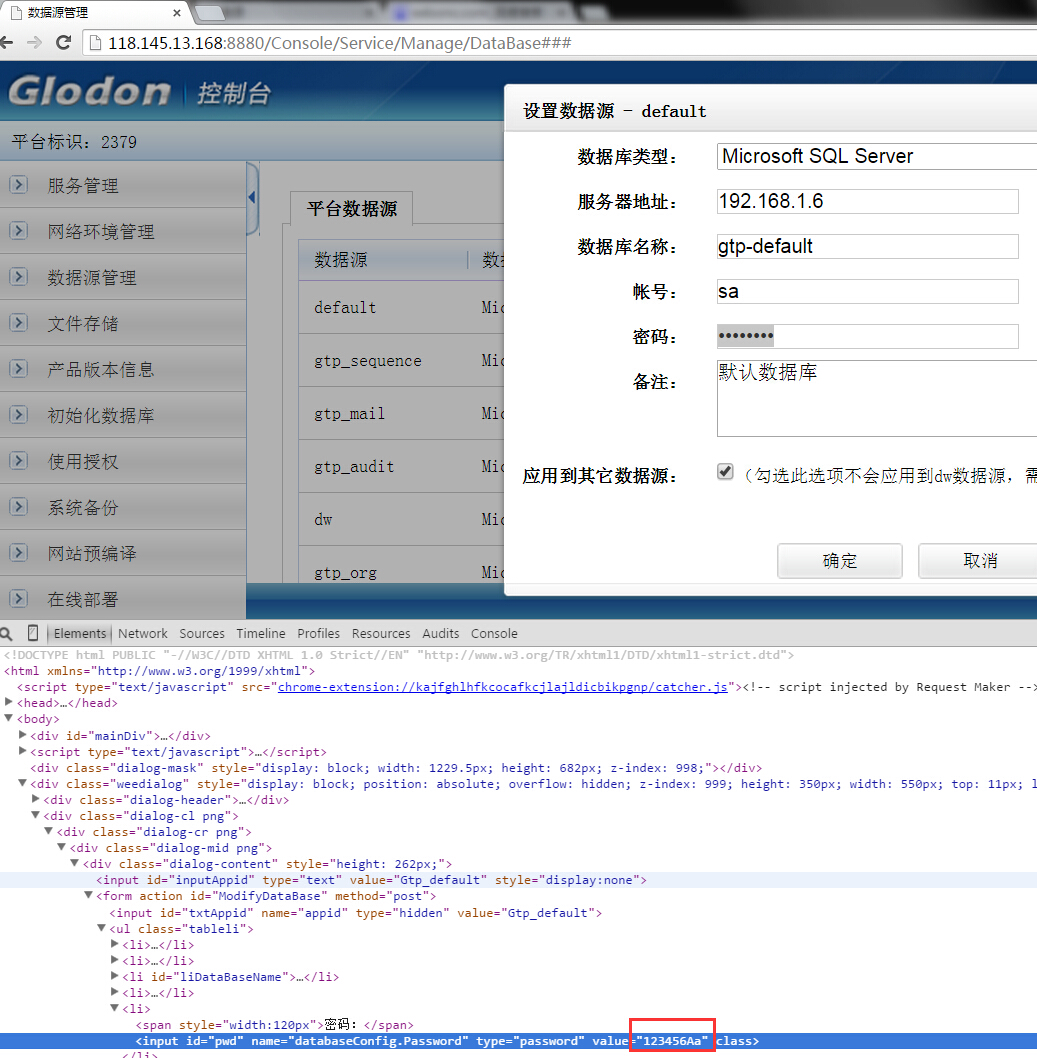 数据源管理
118.145.13.168:8880/Console/Service/Manage/DataBase###
Glodon 控制台
平台标识：2379
服务管理
网络环境管理
数据源管理
文件存储
产品版本信息
初始化数据库
使用授权
系统备份
网站预编译
在线部署
平台数据源
数据源
default Mic
gtp_sequence Mic
gtp_mail Mic
gtp_audit Mic
dw Mic
gtp_org Mic
设置数据源 - default
数据库类型： Microsoft SQL Server
服务器地址： 192.168.1.6
数据库名称： gtp-default
帐号： sa
密码： ••••••••
备注： 默认数据库
应用到其它数据源： （勾选此选项不会应用到dw数据源，需
确定 取消
Elements Network Sources Timeline Profiles Resources Audits Console
<!DOCTYPE html PUBLIC "-//W3C//DTD XHTML 1.0 Strict//EN" "http://www.w3.org/TR/xhtml1/DTD/xhtml1-strict.dtd">
<html xmlns="http://www.w3.org/1999/xhtml">
<script type="text/javascript" src="chrome-extension://kajfghlhfkcocafkcjlajldicbikpgnp/catcher.js"><!-- script injected by Request Maker -->
<head>…</head>
<body>
<div id="mainDiv">…</div>
<script type="text/javascript">…</script>
<div class="dialog-mask" style="display: block; width: 1229.5px; height: 682px; z-index: 998;"></div>
<div class="weedialog" style="display: block; position: absolute; overflow: hidden; z-index: 999; height: 350px; width: 550px; top: 11px; l
<div class="dialog-header">…</div>
<div class="dialog-cl png">
<div class="dialog-cr png">
<div class="dialog-mid png">
<div class="dialog-content" style="height: 262px;">
<input id="inputAppid" type="text" value="Gtp_default" style="display:none">
<form action id="ModifyDataBase" method="post">
<input id="txtAppid" name="appid" type="hidden" value="Gtp_default">
<ul class="tableli">
<li>…</li>
<li>…</li>
<li id="liDataBaseName">…</li>
<li>…</li>
<li>
<span style="width:120px">密码：</span>
<input id="pwd" name="databaseConfig.Password" type="password" value="123456Aa" class>
</li>